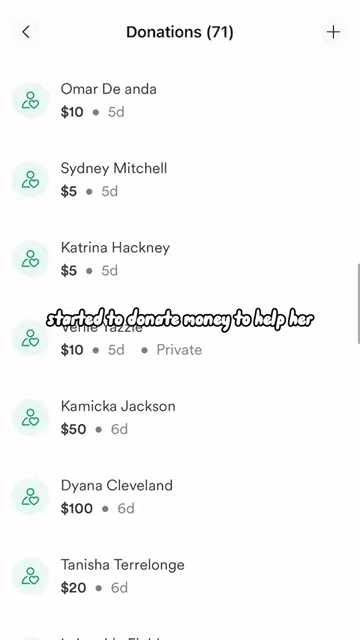 Donations (71)
Omar De anda
$10 • 5d
Sydney Mitchell
$5 • 5d
Katrina Hackney
$5 • 5d
started to donate money to help her
$10 • 5d • Private
Kamicka Jackson
$50 • 6d
Dyana Cleveland
$100 • 6d
Tanisha Terrelonge
$20 • 6d